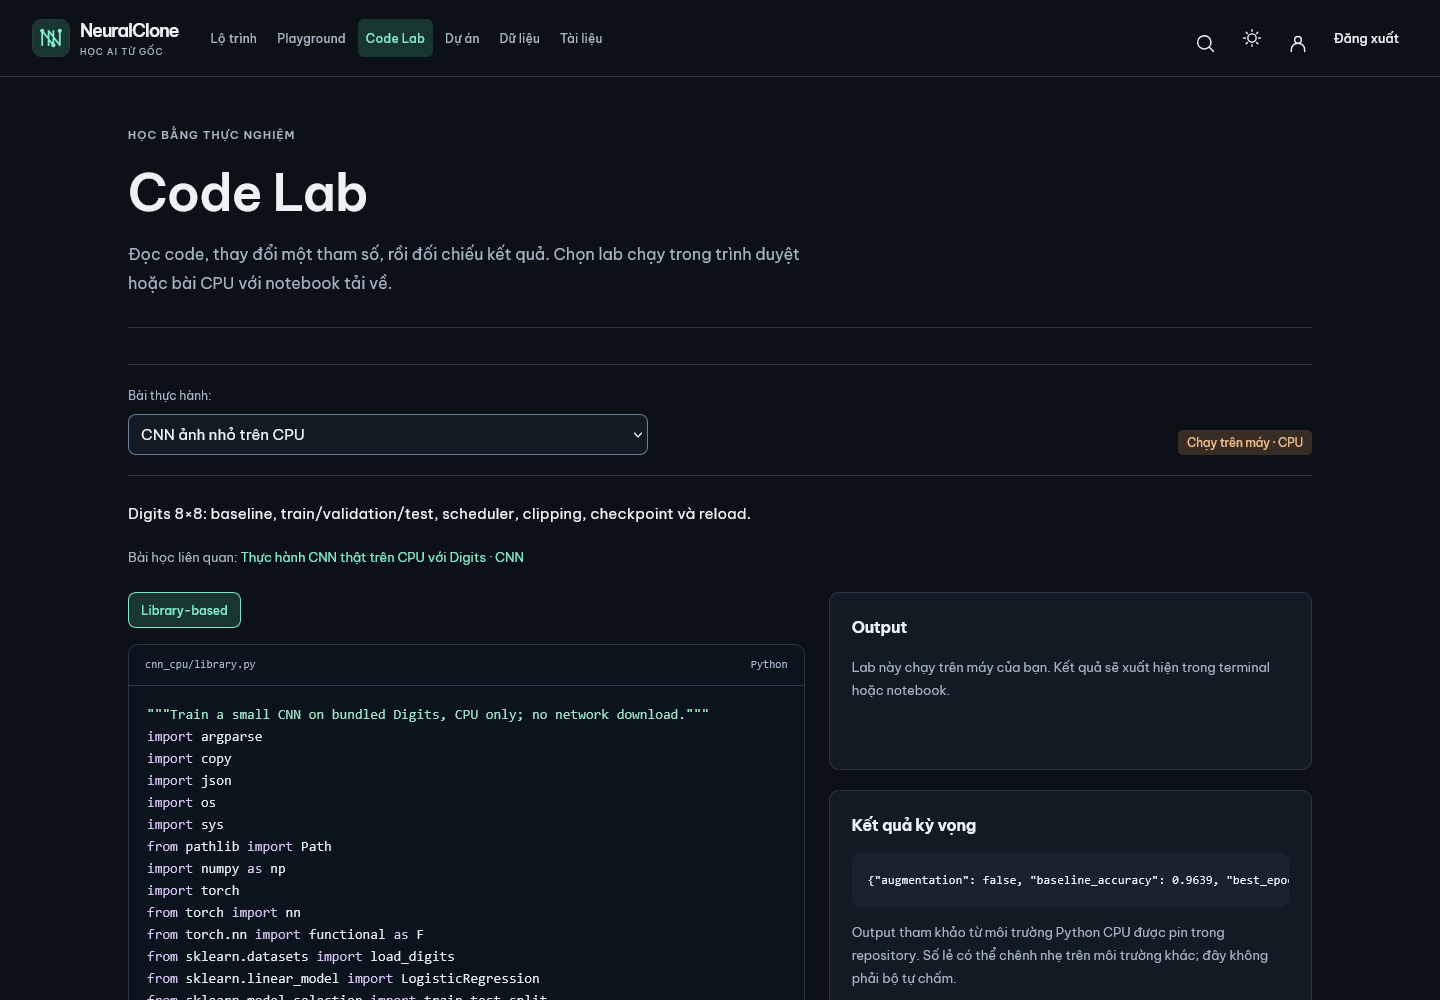 NeuralClone
HỌC AI TỪ GỐC
Lộ trình
Playground
Code Lab
Dự án
Dữ liệu
Tài liệu
Đăng xuất
HỌC BẰNG THỰC NGHIỆM
Code Lab
Đọc code, thay đổi một tham số, rồi đối chiếu kết quả. Chọn lab chạy trong trình duyệt
hoặc bài CPU với notebook tải về.
Bài thực hành:
CNN ảnh nhỏ trên CPU
Chạy trên máy · CPU
Digits 8×8: baseline, train/validation/test, scheduler, clipping, checkpoint và reload.
Bài học liên quan: Thực hành CNN thật trên CPU với Digits · CNN
Library-based
cnn_cpu/library.py
Python
"""Train a small CNN on bundled Digits, CPU only; no network download."""
import argparse
import copy
import json
import os
import sys
from pathlib import Path
import numpy as np
import torch
from torch import nn
from torch.nn import functional as F
from sklearn.datasets import load_digits
from sklearn.linear_model import LogisticRegression
from sklearn.model_selection import train_test_split
Output
Lab này chạy trên máy của bạn. Kết quả sẽ xuất hiện trong terminal
hoặc notebook.
Kết quả kỳ vọng
{"augmentation": false, "baseline_accuracy": 0.9639, "best_epo
Output tham khảo từ môi trường Python CPU được pin trong
repository. Số lẻ có thể chênh nhẹ trên môi trường khác; đây không
phải bộ tự chấm.